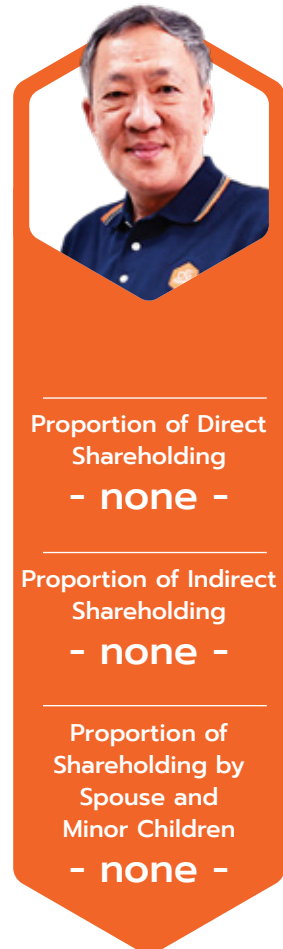 Proportion of Direct
Shareholding
- none -
Proportion of Indirect
Shareholding
- none -
Proportion of
Shareholding by
Spouse and
Minor Children
- none -